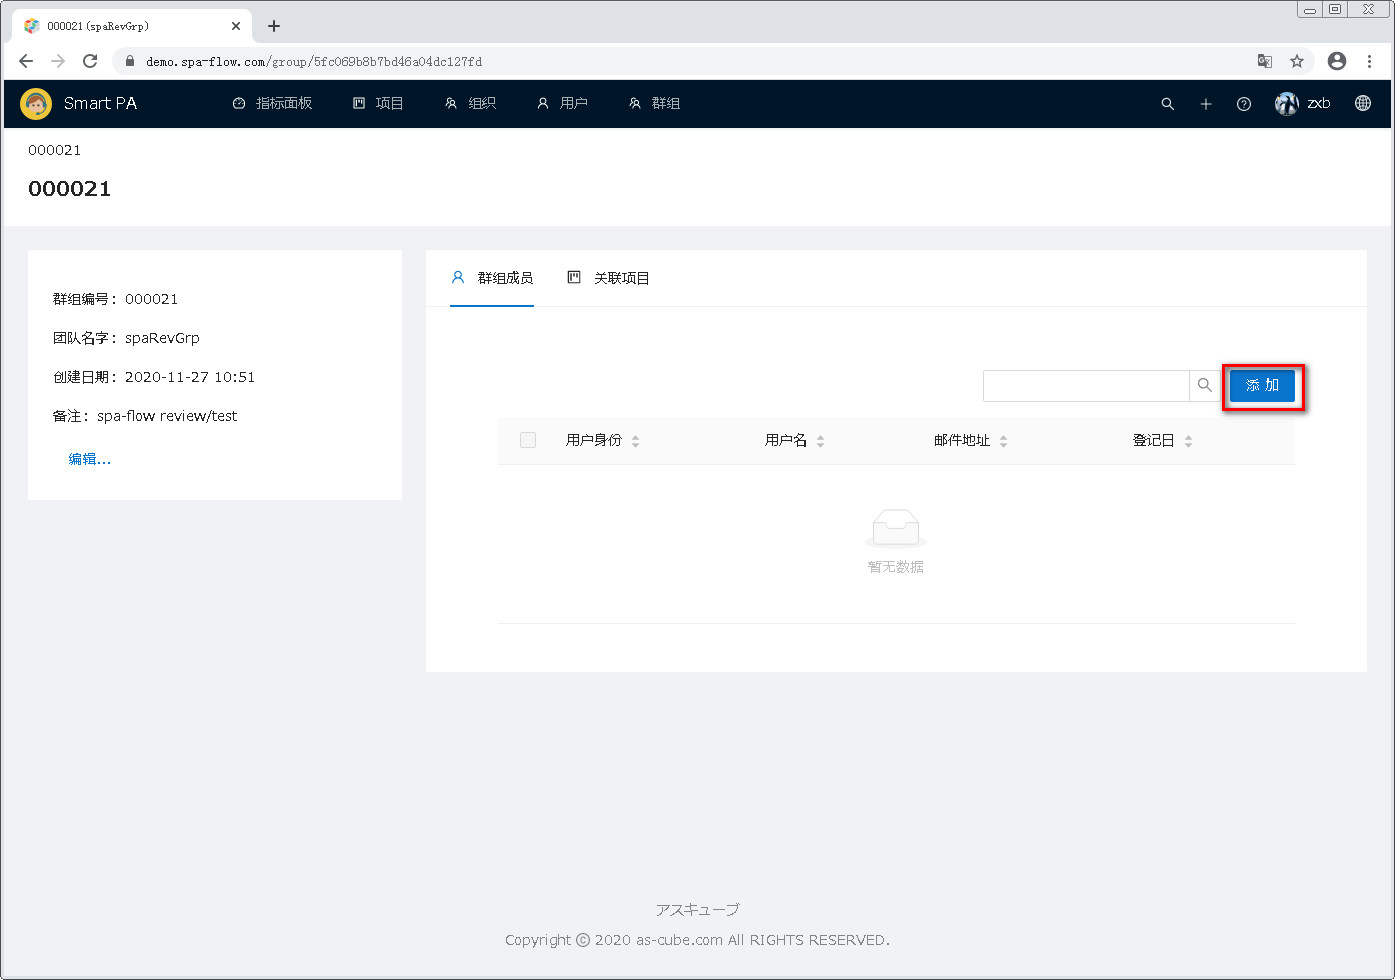 000021(spaRevGrp)
demo.spa-flow.com/group/5fc069b8b7bd46a04dc127fd
Smart PA 指标面板 项目 组织 用户 群组 zxb
000021
000021
群组编号：000021
团队名字：spaRevGrp
创建日期：2020-11-27 10:51
备注：spa-flow review/test
编辑...
群组成员 关联项目
添 加
用户身份 用户名 邮件地址 登记日
暂无数据
アスキューブ
Copyright © 2020 as-cube.com All RIGHTS RESERVED.